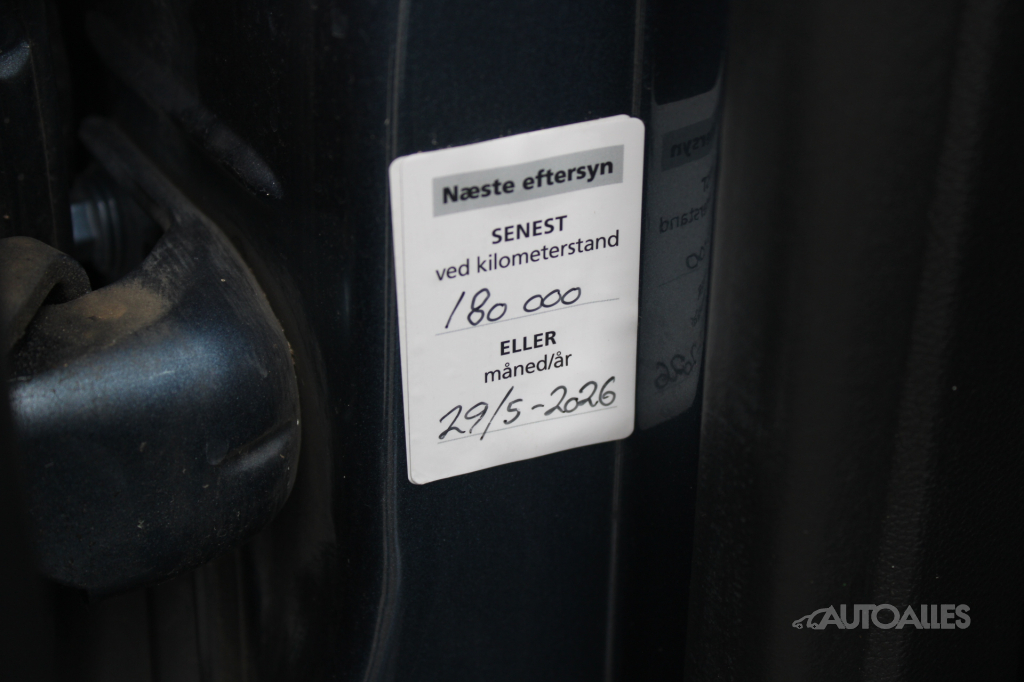 Næste eftersyn
SENEST
ved kilometerstand
180 000
ELLER
måned/år
29/5-2026
AUTOALLES